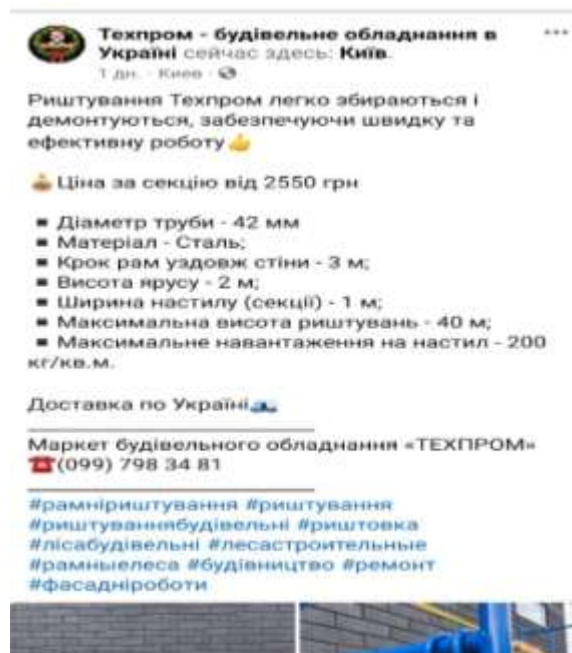 Техпром - будівельне обладнання в
Україні сейчас здесь: Київ.
1 дн. · Киев ·
Риштування Техпром легко збираються і
демонтуються, забезпечуючи швидку та
ефективну роботу👍
Ціна за секцію від 2550 грн
▪ Діаметр труби - 42 мм
▪ Матеріал - Сталь;
▪ Крок рам уздовж стіни - 3 м;
▪ Висота ярусу - 2 м;
▪ Ширина настилу (секції) - 1 м;
▪ Максимальна висота риштувань - 40 м;
▪ Максимальне навантаження на настил - 200
кг/кв.м.
Доставка по Україні
Маркет будівельного обладнання «ТЕХПРОМ»
☎(099) 798 34 81
#рамніриштування #риштування
#риштуваннябудівельні #риштовка
#лісабудівельні #лесастроительные
#рамныелеса #будівництво #ремонт
#фасадніроботи